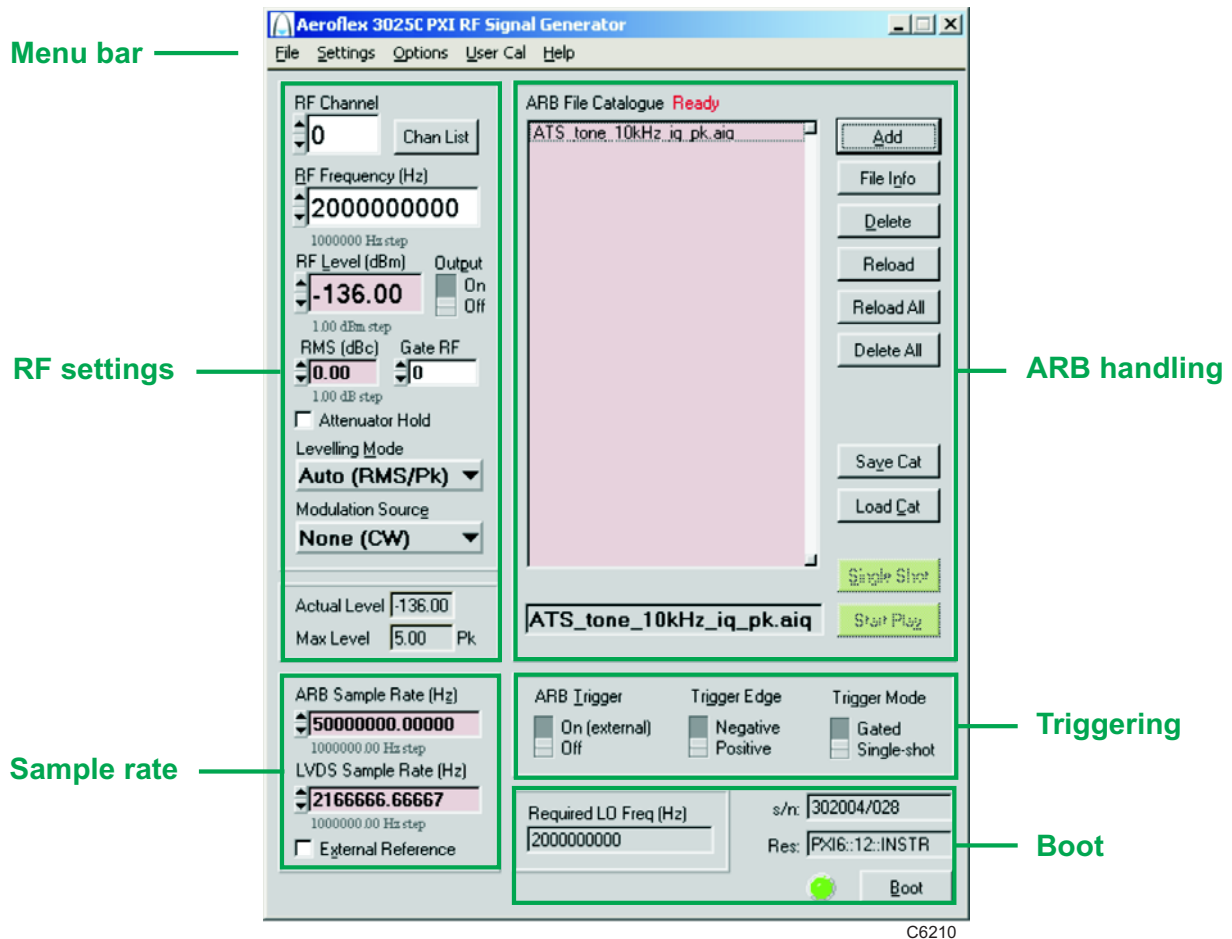 Aeroflex 3025C PXI RF Signal Generator
Menu bar
File Settings Options User Cal Help
RF Channel
0
Chan List
RF Frequency (Hz)
2000000000
1000000 Hz step
RF Level (dBm) Output
-136.00
On
Off
1.00 dBm step
RMS (dBc) Gate RF
0.00 0
1.00 dB step
Attenuator Hold
Levelling Mode
Auto (RMS/Pk)
Modulation Source
None (CW)
Actual Level -136.00
Max Level 5.00 Pk
RF settings
ARB File Catalogue Ready
ATS_tone_10kHz_iq_pk.aiq
Add
File Info
Delete
Reload
Reload All
Delete All
Save Cat
Load Cat
Single Shot
ATS_tone_10kHz_iq_pk.aiq
Start Play
ARB handling
ARB Sample Rate (Hz)
50000000.00000
1000000.00 Hz step
LVDS Sample Rate (Hz)
2166666.66667
1000000.00 Hz step
External Reference
Sample rate
ARB Trigger Trigger Edge Trigger Mode
On (external) Negative Gated
Off Positive Single-shot
Triggering
Required LO Freq (Hz)
2000000000
s/n: 302004/028
Res: PXI6::12::INSTR
Boot
Boot
C6210